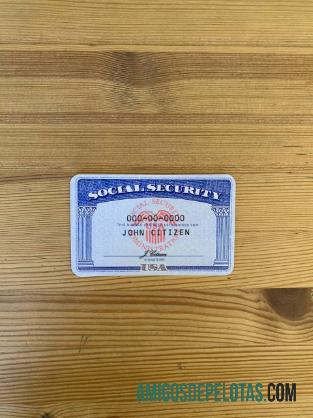 SOCIAL SECURITY
000-00-0000
JOHN CITIZEN
USA
AMIGOSDEPELOTAS.COM